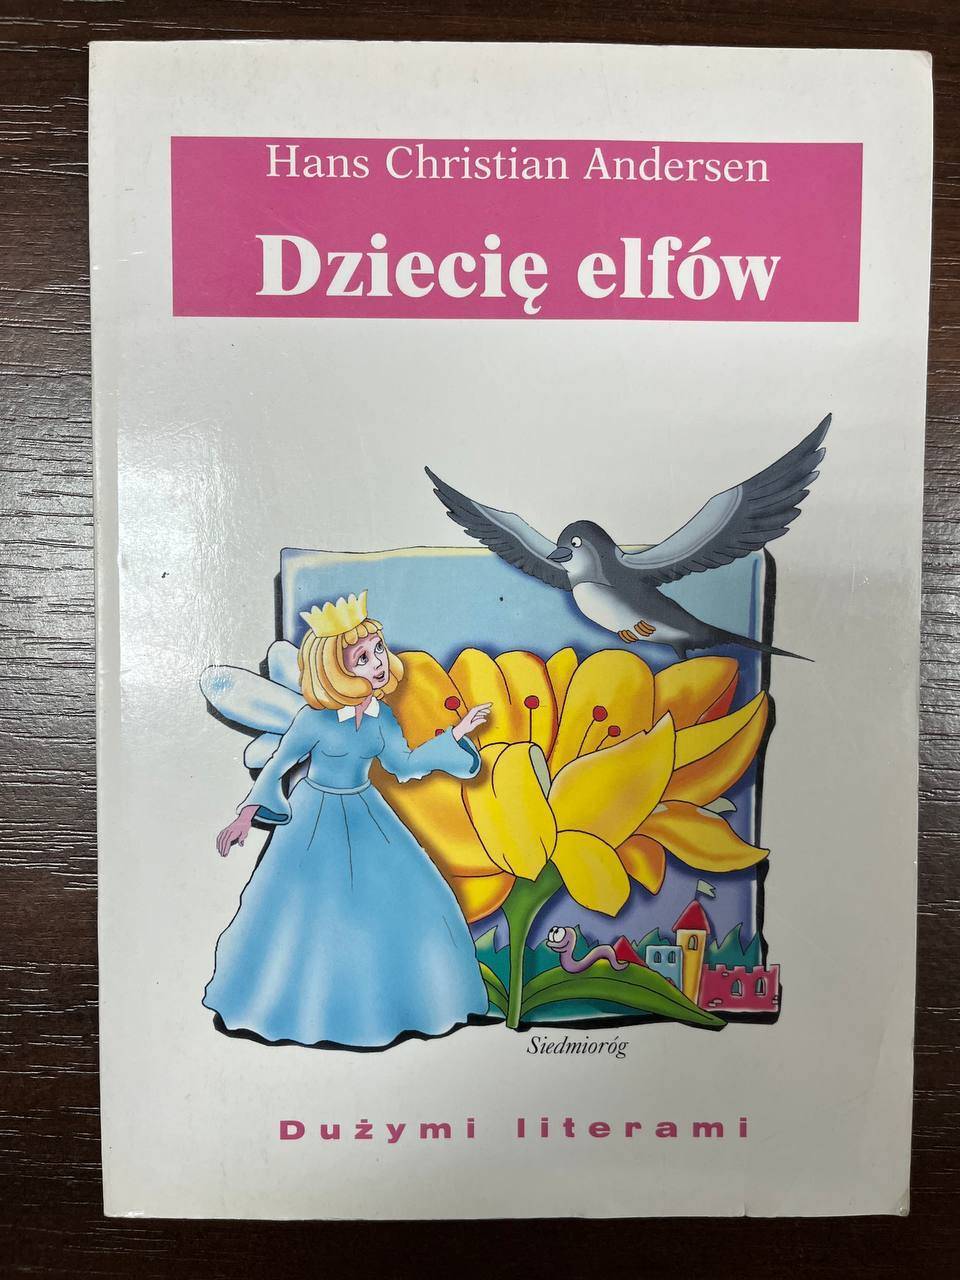 Hans Christian Andersen
Dziecię elfów
Siedmioróg
Dużymi literami